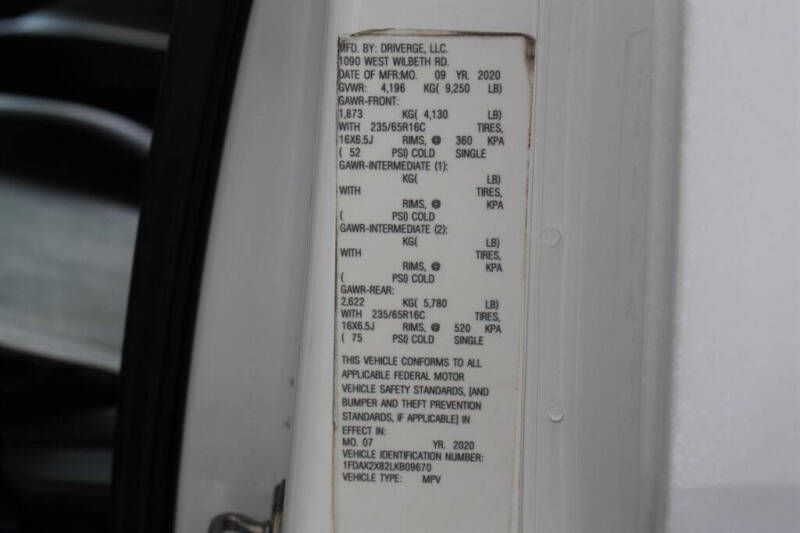 MFD. BY: DRIVERGE, LLC.
1090 WEST WILBETH RD.
DATE OF MFR:MO. 09 YR. 2020
GVWR: 4,196 KG( 9,250 LB)
GAWR-FRONT:
1,873 KG( 4,130 LB)
WITH 235/65R16C TIRES,
16X6.5J RIMS, @ 360 KPA
( 52 PSI) COLD SINGLE
GAWR-INTERMEDIATE (1):
KG( LB)
WITH TIRES,
RIMS, @ KPA
( PSI) COLD
GAWR-INTERMEDIATE (2):
KG( LB)
WITH TIRES,
RIMS, @ KPA
( PSI) COLD
GAWR-REAR:
2,622 KG( 5,780 LB)
WITH 235/65R16C TIRES,
16X6.5J RIMS, @ 520 KPA
( 75 PSI) COLD SINGLE
THIS VEHICLE CONFORMS TO ALL
APPLICABLE FEDERAL MOTOR
VEHICLE SAFETY STANDARDS, [AND
BUMPER AND THEFT PREVENTION
STANDARDS, IF APPLICABLE] IN
EFFECT IN:
MO. 07 YR. 2020
VEHICLE IDENTIFICATION NUMBER:
1FDAX2X82LKB09670
VEHICLE TYPE: MPV